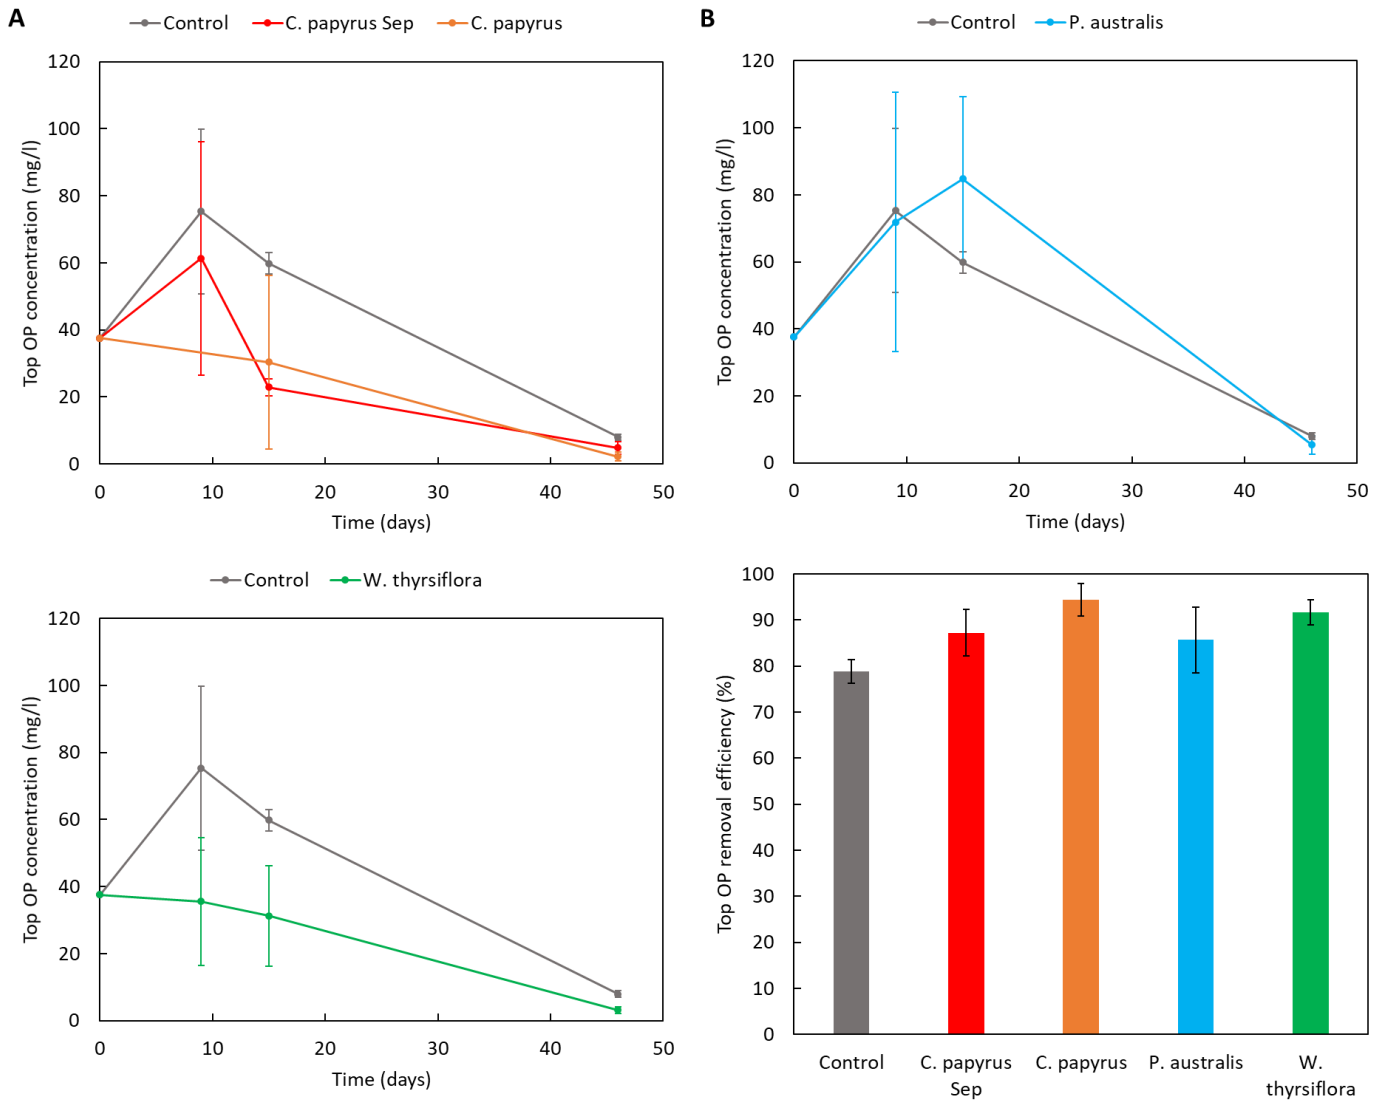 A
Control
C. papyrus Sep
C. papyrus
Top OP concentration (mg/l)
120
100
80
60
40
20
0
0 10 20 30 40 50
Time (days)
B
Control
P. australis
Top OP concentration (mg/l)
120
100
80
60
40
20
0
0 10 20 30 40 50
Time (days)
Control
W. thyrsiflora
Top OP concentration (mg/l)
120
100
80
60
40
20
0
0 10 20 30 40 50
Time (days)
Top OP removal efficiency (%)
100
90
80
70
60
50
40
30
20
10
0
Control
C. papyrus
Sep
C. papyrus
P. australis
W.
thyrsiflora